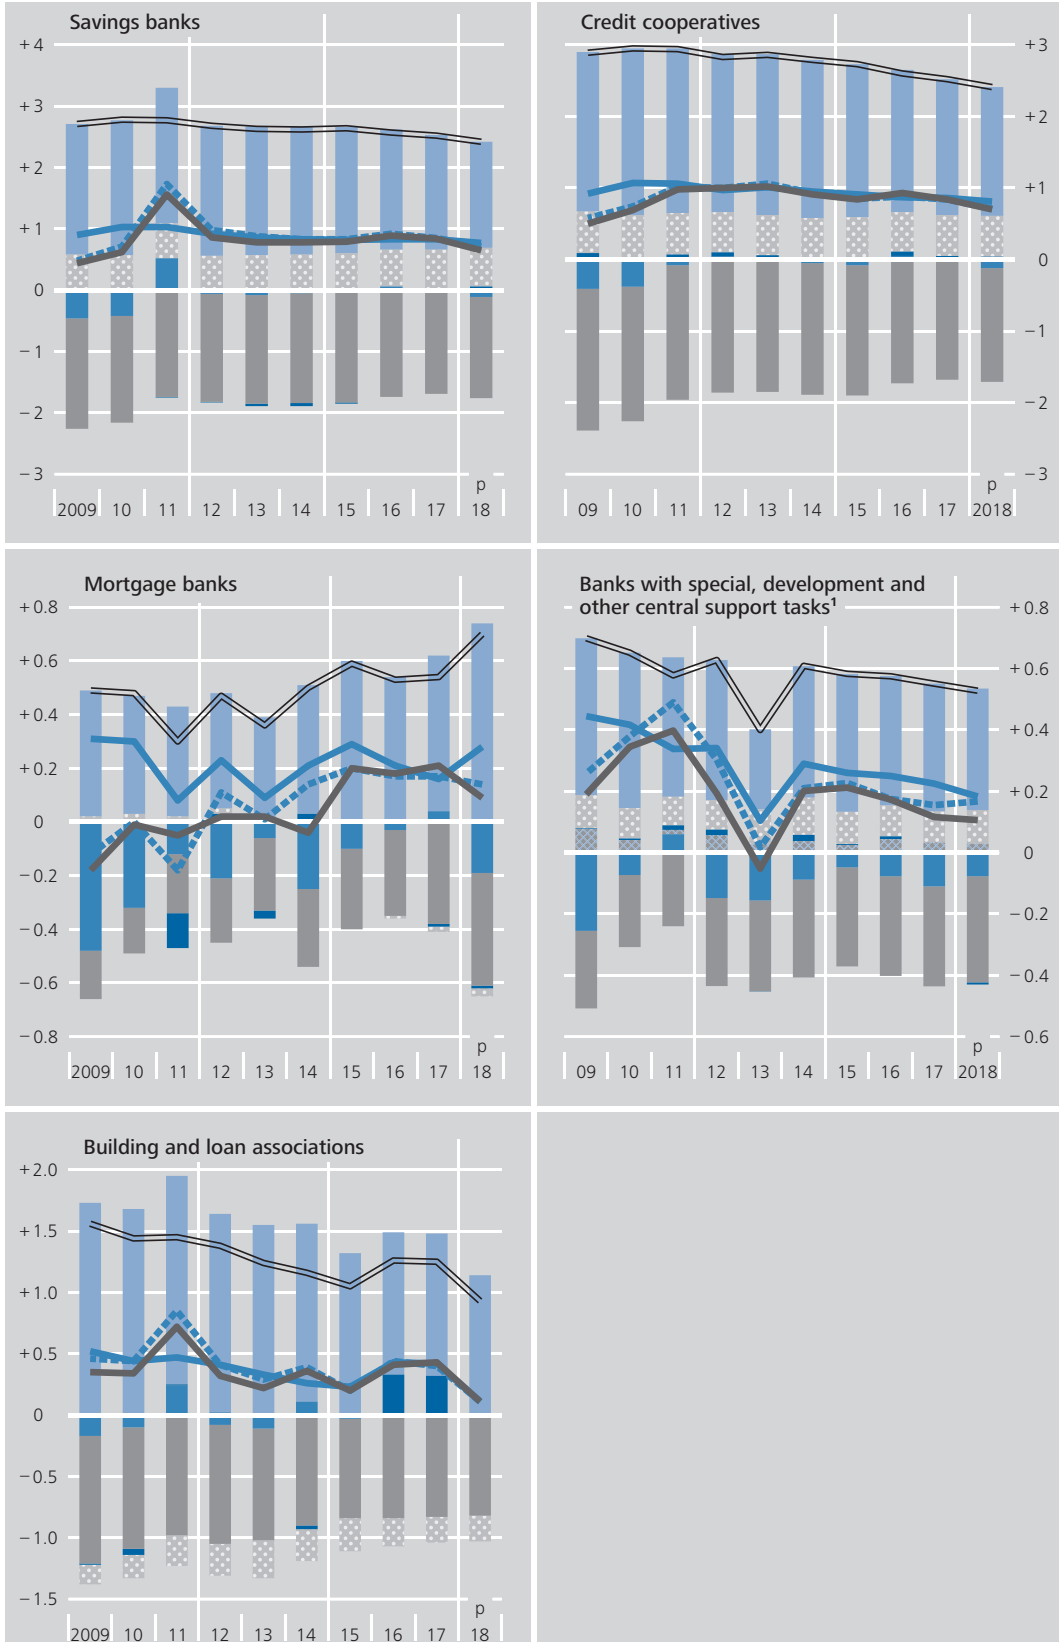 Savings banks
+4
+3
+2
+1
0
−1
−2
−3
p
2009 10 11 12 13 14 15 16 17 18
Credit cooperatives
+3
+2
+1
0
−1
−2
−3
p
09 10 11 12 13 14 15 16 17 2018
Mortgage banks
+0.8
+0.6
+0.4
+0.2
0
−0.2
−0.4
−0.6
−0.8
p
2009 10 11 12 13 14 15 16 17 18
Banks with special, development and
other central support tasks¹
+0.8
+0.6
+0.4
+0.2
0
−0.2
−0.4
−0.6
p
09 10 11 12 13 14 15 16 17 2018
Building and loan associations
+2.0
+1.5
+1.0
+0.5
0
−0.5
−1.0
−1.5
p
2009 10 11 12 13 14 15 16 17 18